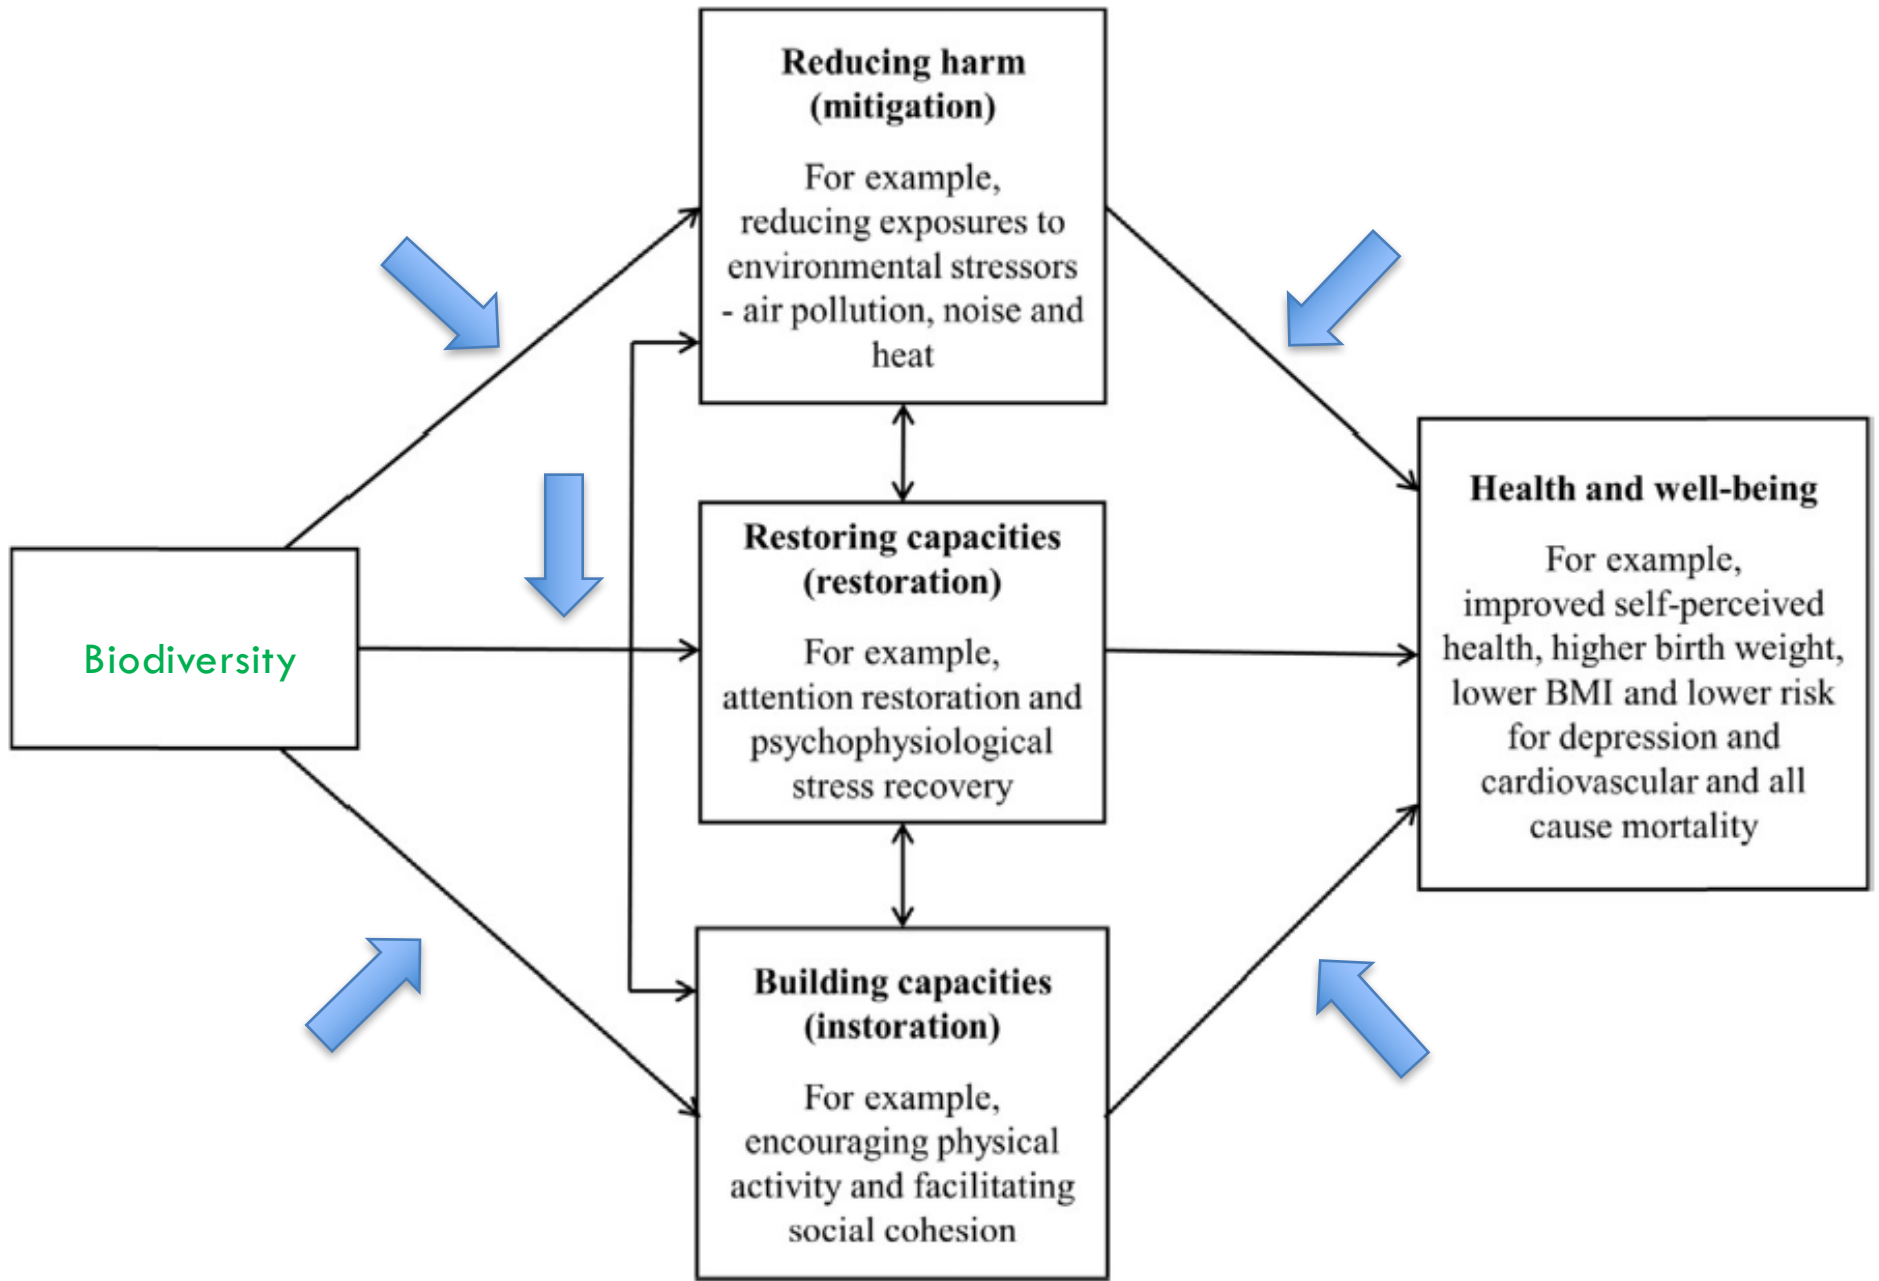 Reducing harm
(mitigation)
For example,
reducing exposures to
environmental stressors
- air pollution, noise and
heat
Biodiversity
Restoring capacities
(restoration)
For example,
attention restoration and
psychophysiological
stress recovery
Building capacities
(instoration)
For example,
encouraging physical
activity and facilitating
social cohesion
Health and well-being
For example,
improved self-perceived
health, higher birth weight,
lower BMI and lower risk
for depression and
cardiovascular and all
cause mortality